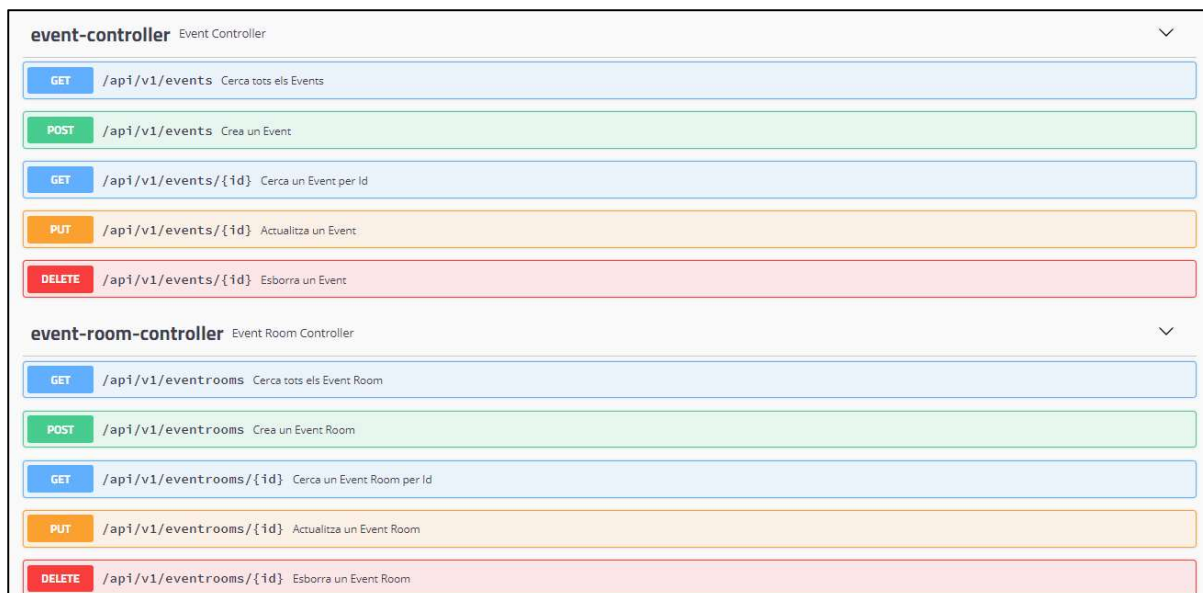 event-controller Event Controller
GET /api/v1/events Cerca tots els Events
POST /api/v1/events Crea un Event
GET /api/v1/events/{id} Cerca un Event per Id
PUT /api/v1/events/{id} Actualitza un Event
DELETE /api/v1/events/{id} Esborra un Event
event-room-controller Event Room Controller
GET /api/v1/eventrooms Cerca tots els Event Room
POST /api/v1/eventrooms Crea un Event Room
GET /api/v1/eventrooms/{id} Cerca un Event Room per Id
PUT /api/v1/eventrooms/{id} Actualitza un Event Room
DELETE /api/v1/eventrooms/{id} Esborra un Event Room